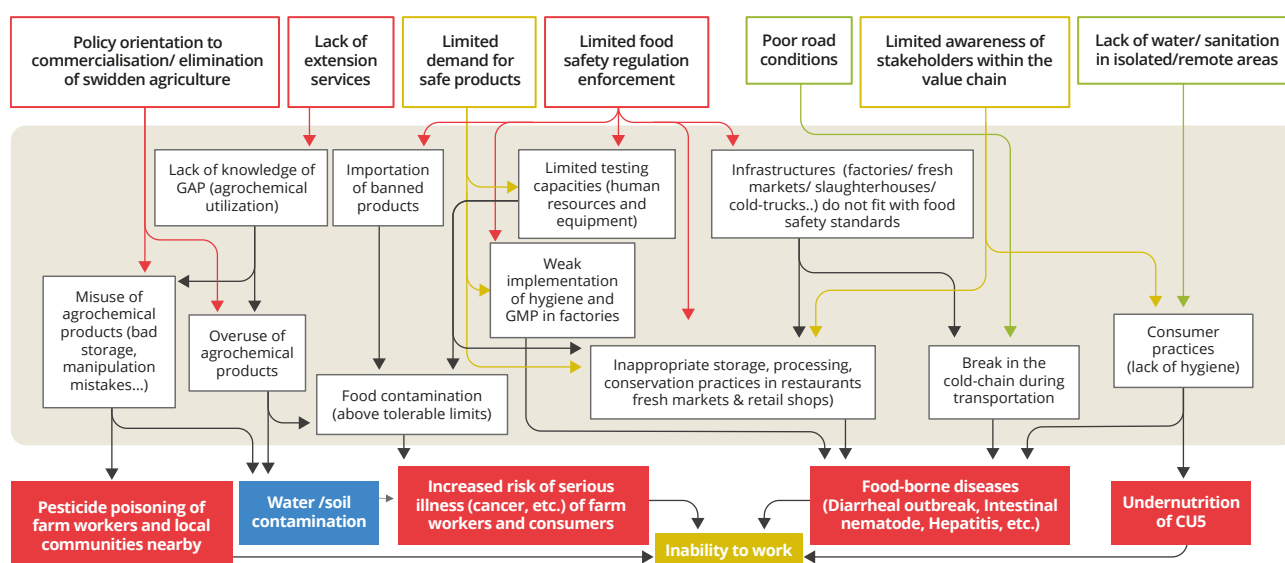 Policy orientation to
commercialisation/ elimination
of swidden agriculture
Lack of
extension
services
Limited
demand for
safe products
Limited food
safety regulation
enforcement
Poor road
conditions
Limited awareness of
stakeholders within the
value chain
Lack of water/ sanitation
in isolated/remote areas
Lack of knowledge of
GAP (agrochemical
utilization)
Importation
of banned
products
Limited testing
capacities (human
resources and
equipment)
Infrastructures (factories/ fresh
markets/ slaughterhouses/
cold-trucks..) do not fit with food
safety standards
Weak
implementation
of hygiene and
GMP in factories
Misuse of
agrochemical
products (bad
storage,
manipulation
mistakes...)
Overuse of
agrochemical
products
Food contamination
(above tolerable limits)
Inappropriate storage, processing,
conservation practices in restaurants
fresh markets & retail shops)
Break in the
cold-chain during
transportation
Consumer
practices
(lack of hygiene)
Pesticide poisoning of
farm workers and local
communities nearby
Water /soil
contamination
Increased risk of serious
illness (cancer, etc.) of farm
workers and consumers
Food-borne diseases
(Diarrheal outbreak, Intestinal
nematode, Hepatitis, etc.)
Undernutrition
of CU5
Inability to work